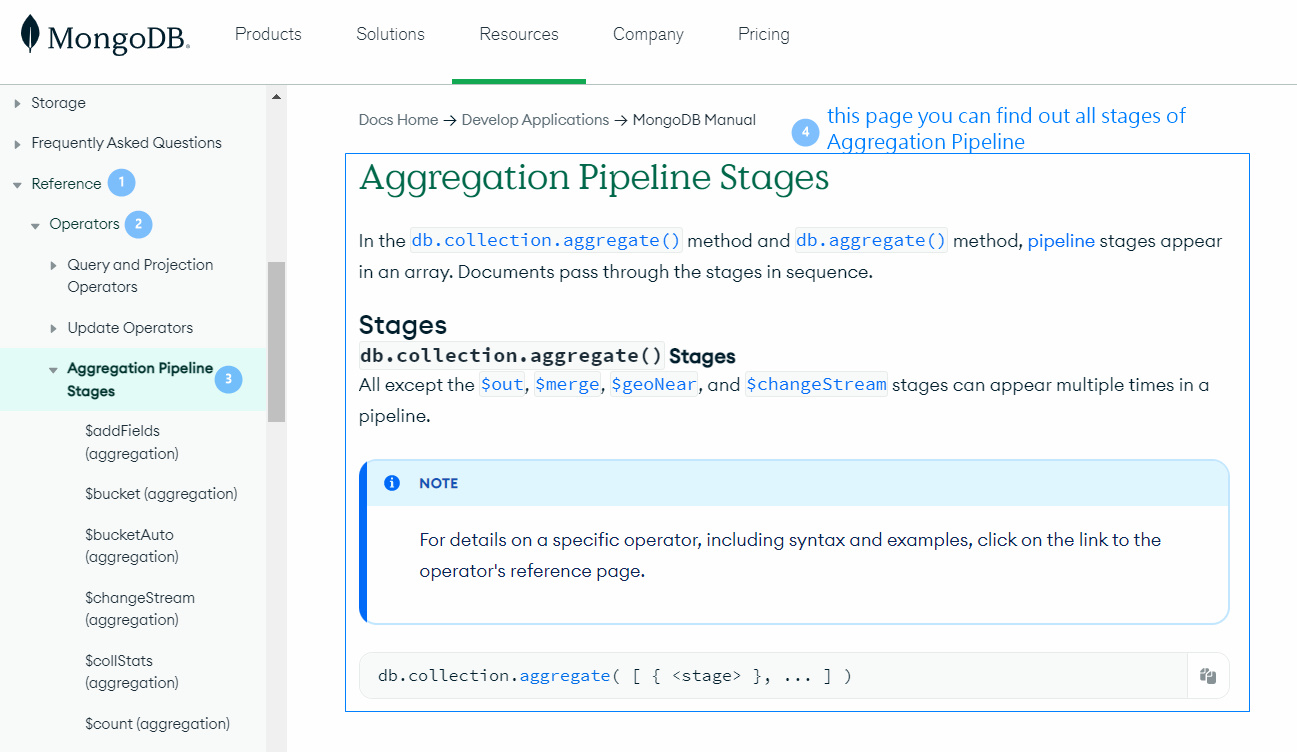 MongoDB.
Products
Solutions
Resources
Company
Pricing
Storage
Frequently Asked Questions
Reference 1
Operators 2
Query and Projection
Operators
Update Operators
Aggregation Pipeline
Stages
3
$addFields
(aggregation)
$bucket (aggregation)
$bucketAuto
(aggregation)
$changeStream
(aggregation)
$collStats
(aggregation)
$count (aggregation)
Docs Home → Develop Applications → MongoDB Manual
4
this page you can find out all stages of
Aggregation Pipeline
Aggregation Pipeline Stages
In the db.collection.aggregate() method and db.aggregate() method, pipeline stages appear
in an array. Documents pass through the stages in sequence.
Stages
db.collection.aggregate() Stages
All except the $out, $merge, $geoNear, and $changeStream stages can appear multiple times in a
pipeline.
NOTE
For details on a specific operator, including syntax and examples, click on the link to the
operator's reference page.
db.collection.aggregate( [ { <stage> }, ... ] )